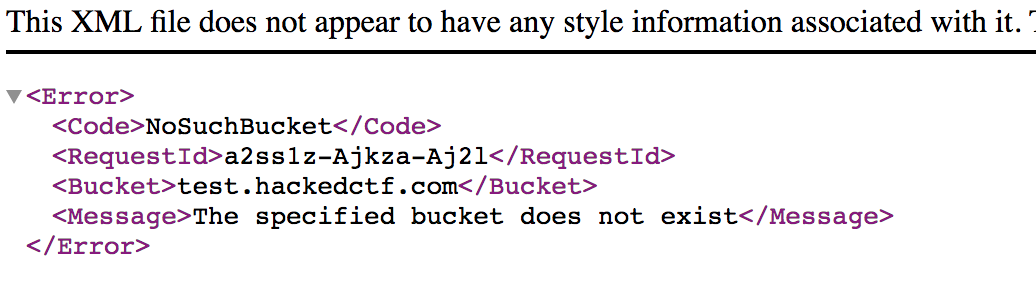 This XML file does not appear to have any style information associated with it.
<Error>
<Code>NoSuchBucket</Code>
<RequestId>a2ss1z-Ajkza-Aj2l</RequestId>
<Bucket>test.hackedctf.com</Bucket>
<Message>The specified bucket does not exist</Message>
</Error>